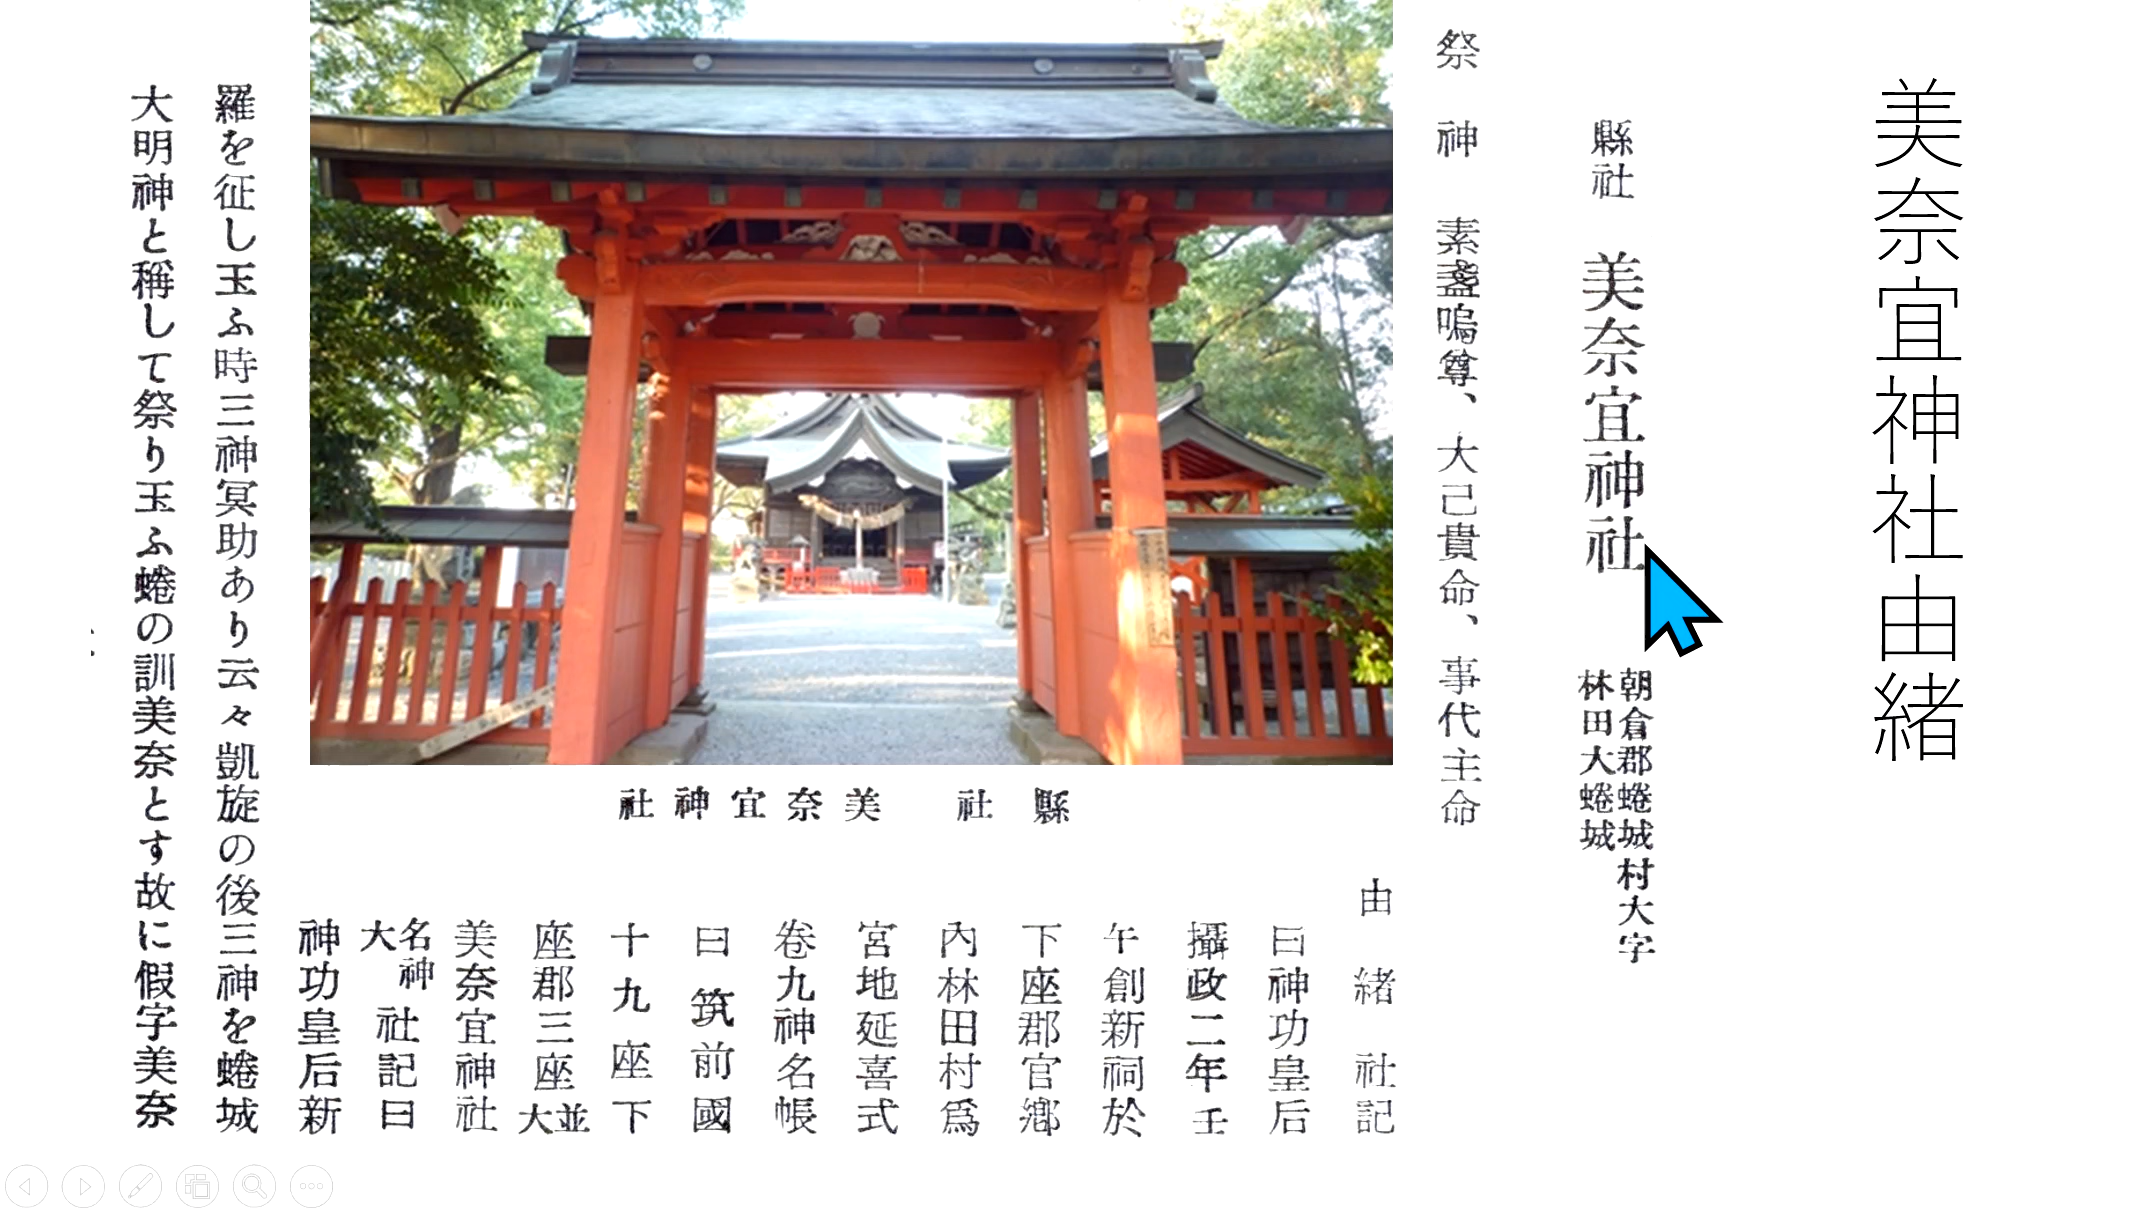 美奈宜神社由緒
縣社　美奈宜神社
朝倉郡蜷城村大字
林田大蜷城
祭神　素盞嗚尊、大己貴命、事代主命
由緒　社記
曰神功皇后
攝政二年壬
午創新祠於
下座郡官鄕
內林田村爲
宮地延喜式
卷九神名帳
曰筑前國
十九座下
座郡三座並大
美奈宜神社
名神大　社記曰
神功皇后新
羅を征し玉ふ時三神冥助あり云々凱旋の後三神を蜷城
大明神と稱して祭り玉ふ蜷の訓美奈とす故に假字美奈
社神宜奈美　社縣